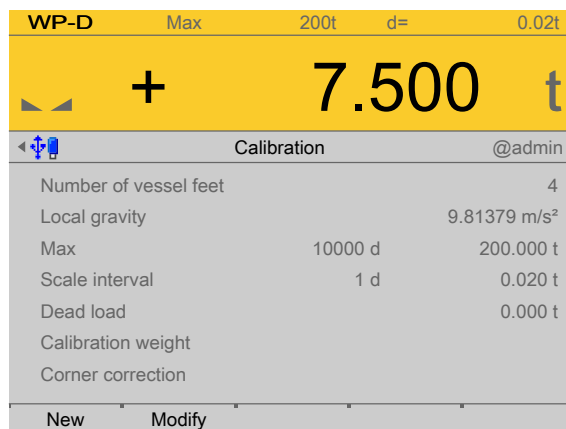 WP-D Max 200t d= 0.02t
+ 7.500 t
Calibration @admin
Number of vessel feet 4
Local gravity 9.81379 m/s²
Max 10000 d 200.000 t
Scale interval 1 d 0.020 t
Dead load 0.000 t
Calibration weight
Corner correction
New Modify